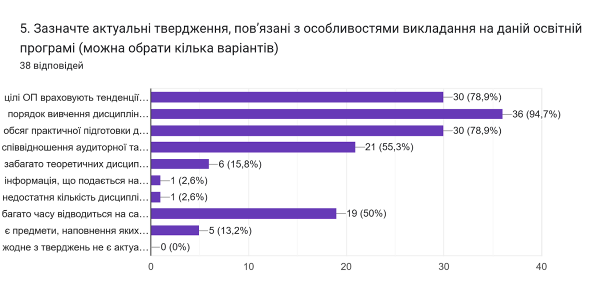 5. Зазначте актуальні твердження, пов’язані з особливостями викладання на даній освітній
програмі (можна обрати кілька варіантів)
38 відповідей
цілі ОП враховують тенденції…
30 (78,9%)
порядок вивчення дисциплін…
36 (94,7%)
обсяг практичної підготовки д…
30 (78,9%)
співвідношення аудиторної та…
21 (55,3%)
забагато теоретичних дисцип…
6 (15,8%)
інформація, що подається на…
1 (2,6%)
недостатня кількість дисциплі…
1 (2,6%)
багато часу відводиться на са…
19 (50%)
є предмети, наповнення яких…
5 (13,2%)
жодне з тверджень не є актуа…
0 (0%)
0 10 20 30 40